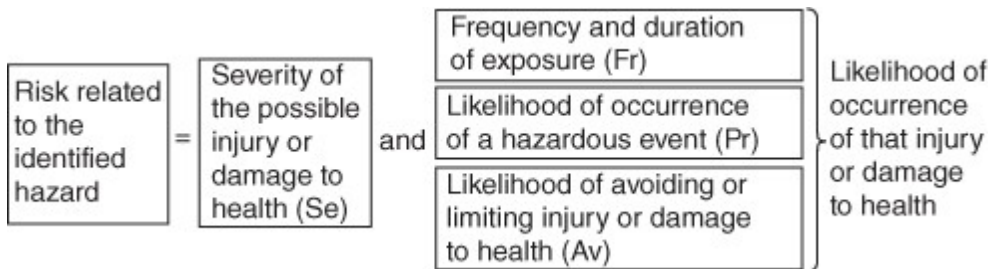 Risk related
to the
identified
hazard
=
Severity of
the possible
injury or
damage to
health (Se)
and
Frequency and duration
of exposure (Fr)
Likelihood of occurrence
of a hazardous event (Pr)
Likelihood of avoiding or
limiting injury or damage
to health (Av)
Likelihood of
occurrence
of that injury
or damage
to health